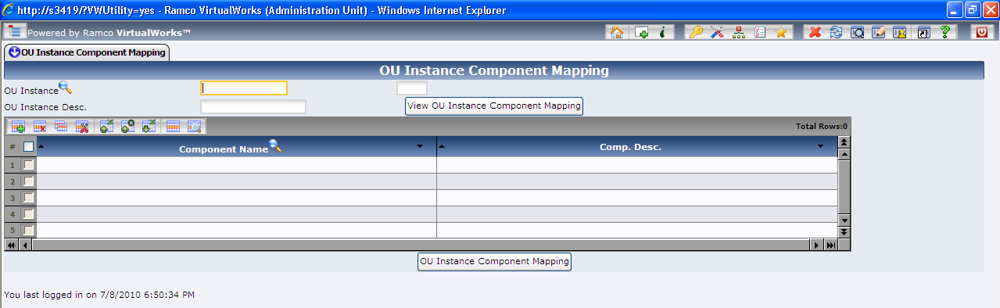 http://s3419/?VWUtility=yes - Ramco VirtualWorks (Administration Unit) - Windows Internet Explorer
Powered by Ramco VirtualWorks™
OU Instance Component Mapping
OU Instance Component Mapping
OU Instance
OU Instance Desc.
View OU Instance Component Mapping
Total Rows:0
# Component Name Comp. Desc.
1
2
3
4
5
OU Instance Component Mapping
You last logged in on 7/8/2010 6:50:34 PM